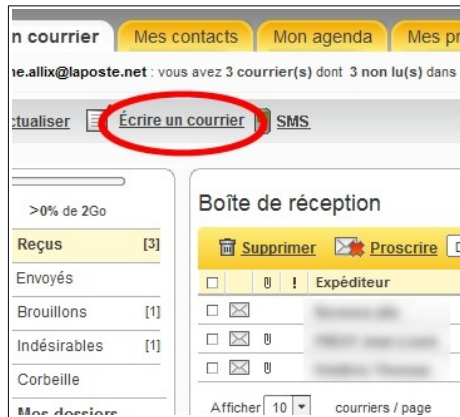 n courrier Mes contacts Mon agenda Mes pr
ne.allix@laposte.net : vous avez 3 courrier(s) dont 3 non lu(s) dans
ctualiser Écrire un courrier SMS
>0% de 2Go
Boîte de réception
Reçus [3]
Supprimer Proscrire D
Envoyés
! Expéditeur
Brouillons [1]
Indésirables [1]
Corbeille
Mes dossiers
Afficher 10 courriers / page